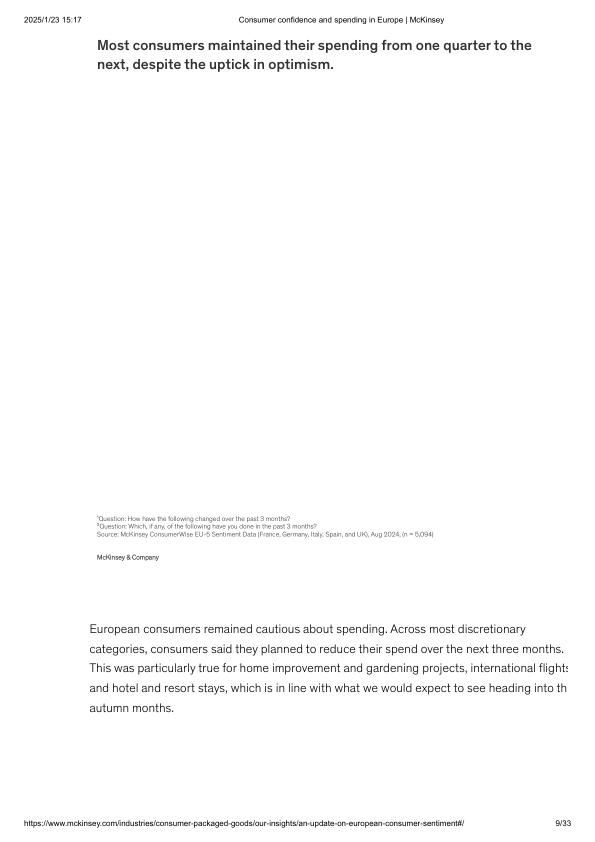 2025/1/23 15:17 Consumer confidence and spending in Europe | McKinsey
Most consumers maintained their spending from one quarter to the
next, despite the uptick in optimism.
¹Question: How have the following changed over the past 3 months?
²Question: Which, if any, of the following have you done in the past 3 months?
Source: McKinsey ConsumerWise EU-5 Sentiment Data (France, Germany, Italy, Spain, and UK), Aug 2024, (n = 5,094)
McKinsey & Company
European consumers remained cautious about spending. Across most discretionary
categories, consumers said they planned to reduce their spend over the next three months.
This was particularly true for home improvement and gardening projects, international flights
and hotel and resort stays, which is in line with what we would expect to see heading into th
autumn months.
https://www.mckinsey.com/industries/consumer-packaged-goods/our-insights/an-update-on-european-consumer-sentiment#/ 9/33